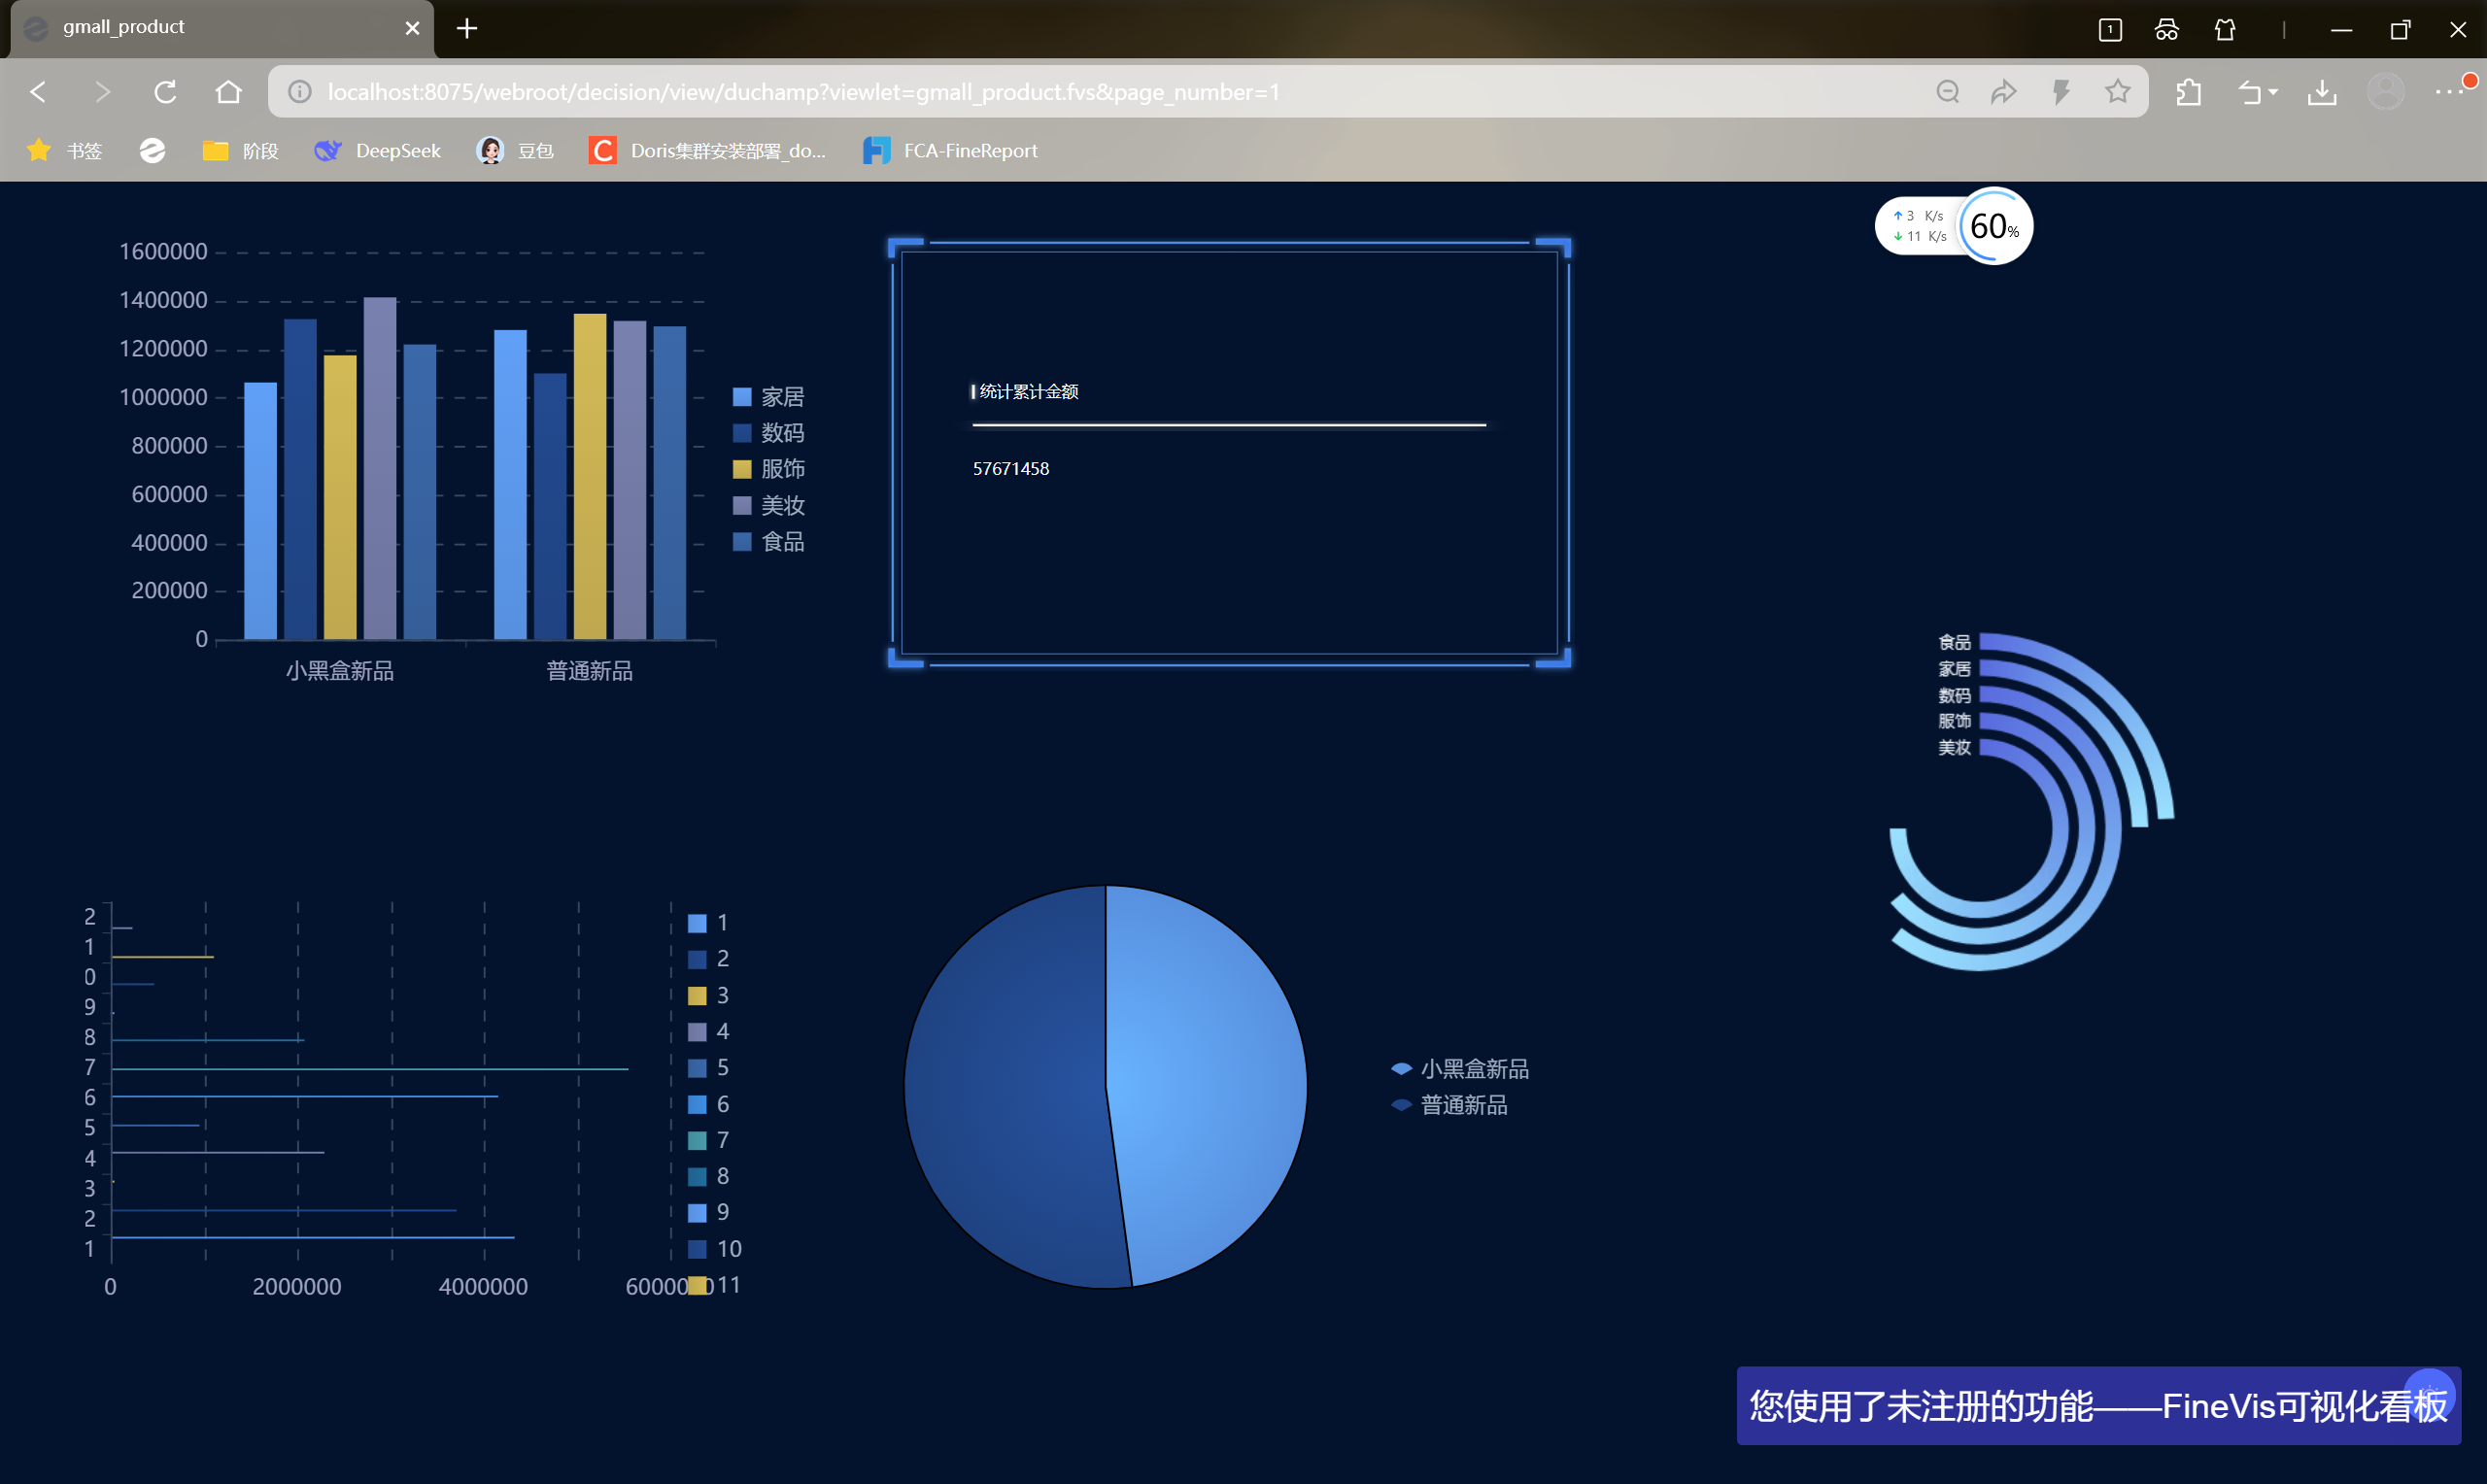 gmall_product
1
localhost:8075/webroot/decision/view/duchamp?viewlet=gmall_product.fvs&page_number=1
书签
阶段
DeepSeek
豆包
Doris集群安装部署_do...
FCA-FineReport
3 K/s
11 K/s
60%
1600000
1400000
1200000
1000000
800000
600000
400000
200000
0
小黑盒新品
普通新品
家居
数码
服饰
美妆
食品
统计累计金额
57671458
食品
家居
数码
服饰
美妆
2
1
0
9
8
7
6
5
4
3
2
1
0
2000000
4000000
1
2
3
4
5
6
7
8
9
10
11
小黑盒新品
普通新品
您使用了未注册的功能——FineVis可视化看板